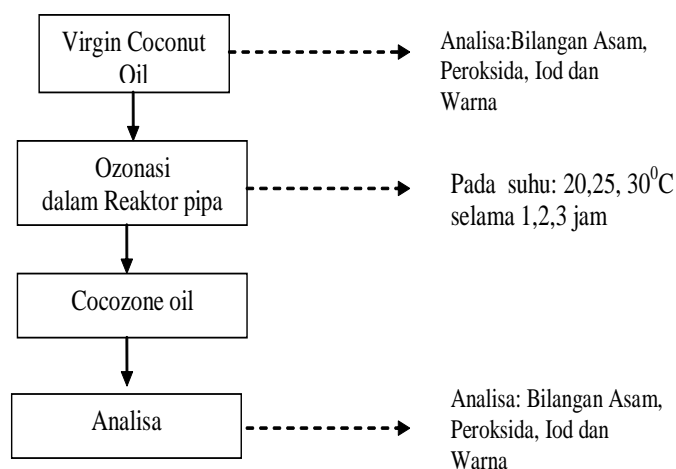 Virgin Coconut
Oil
Analisa:Bilangan Asam,
Peroksida, Iod dan
Warna
Ozonasi
dalam Reaktor pipa
Pada suhu: 20,25, 30⁰C
selama 1,2,3 jam
Cocozone oil
Analisa
Analisa: Bilangan Asam,
Peroksida, Iod dan
Warna